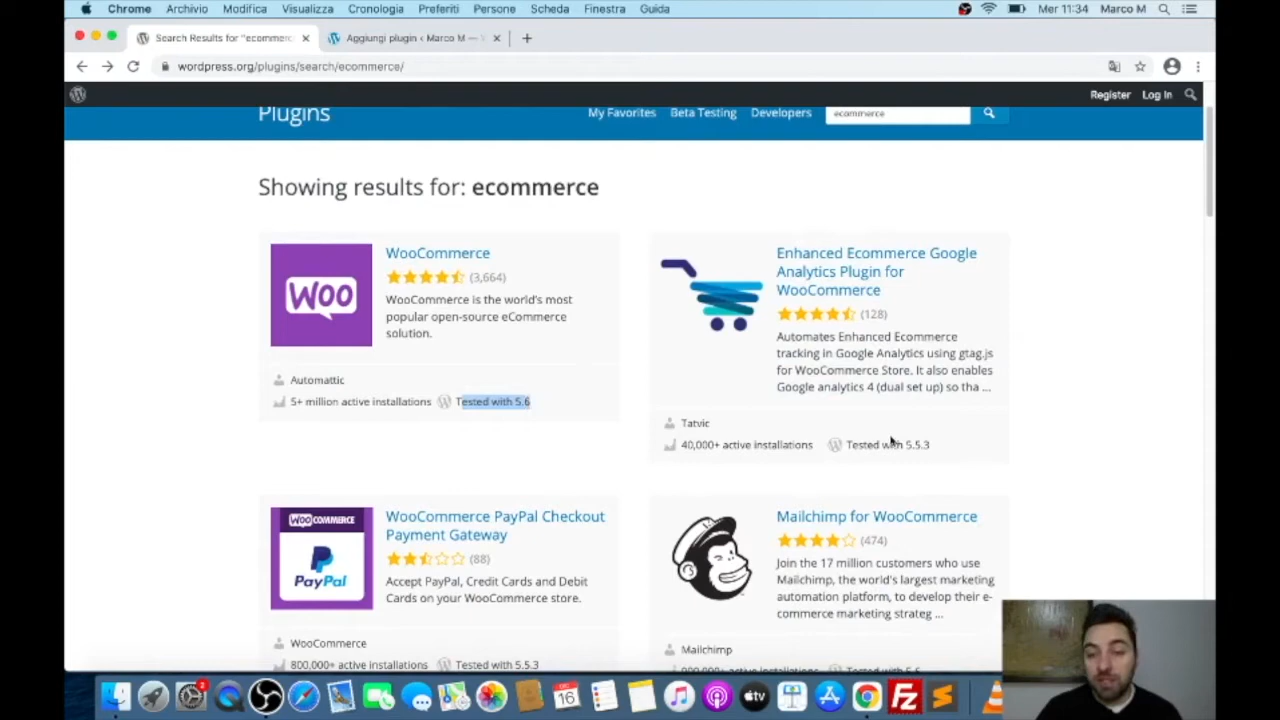 Chrome Archivio Modifica Visualizza Cronologia Preferiti Persone Scheda Finestra Guida Mer 11:34 Marco M
Search Results for "ecommerc Aggiungi plugin ‹ Marco M —
wordpress.org/plugins/search/ecommerce/
Register Log In
Plugins My Favorites Beta Testing Developers ecommerce
Showing results for: ecommerce
WooCommerce
(3,664)
WooCommerce is the world's most
popular open-source eCommerce
solution.
WOO
Automattic
5+ million active installations Tested with 5.6
Enhanced Ecommerce Google
Analytics Plugin for
WooCommerce
(128)
Automates Enhanced Ecommerce
tracking in Google Analytics using gtag.js
for WooCommerce Store. It also enables
Google analytics 4 (dual set up) so tha ...
Tatvic
40,000+ active installations Tested with 5.5.3
WOO COMMERCE
PayPal
WooCommerce PayPal Checkout
Payment Gateway
(88)
Accept PayPal, Credit Cards and Debit
Cards on your WooCommerce store.
WooCommerce
800,000+ active installations Tested with 5.5.3
Mailchimp for WooCommerce
(474)
Join the 17 million customers who use
Mailchimp, the world's largest marketing
automation platform, to develop their e-
commerce marketing strateg ...
Mailchimp
DEC
16
tv
Fz